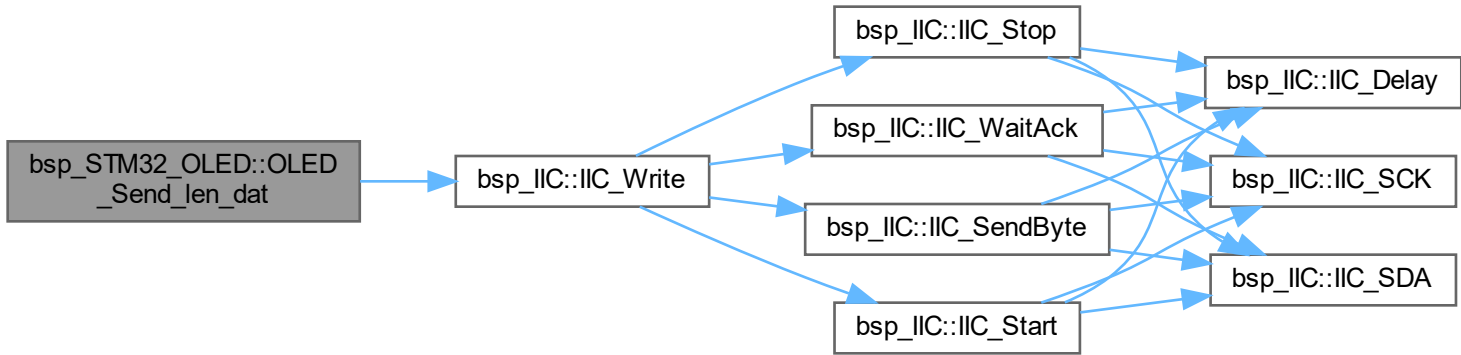 bsp_STM32_OLED::OLED
_Send_len_dat
bsp_IIC::IIC_Write
bsp_IIC::IIC_Stop
bsp_IIC::IIC_WaitAck
bsp_IIC::IIC_SendByte
bsp_IIC::IIC_Start
bsp_IIC::IIC_Delay
bsp_IIC::IIC_SCK
bsp_IIC::IIC_SDA